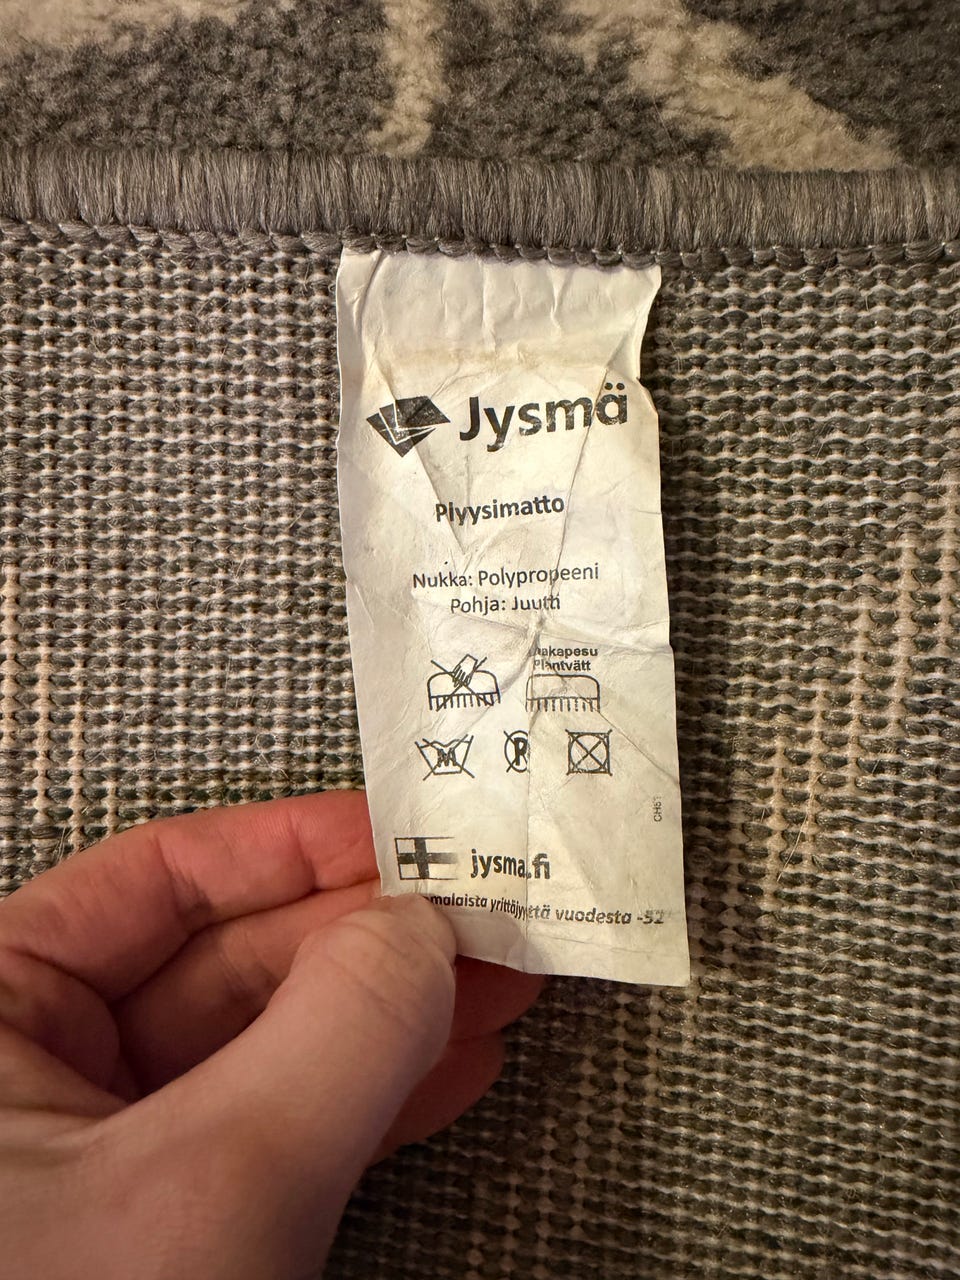 Jysmä
Plyysimatto
Nukka: Polypropeeni
Pohja: Juutti
Plantvätt
M
P
jysma.fi
yrittäjyyttä vuodesta -52